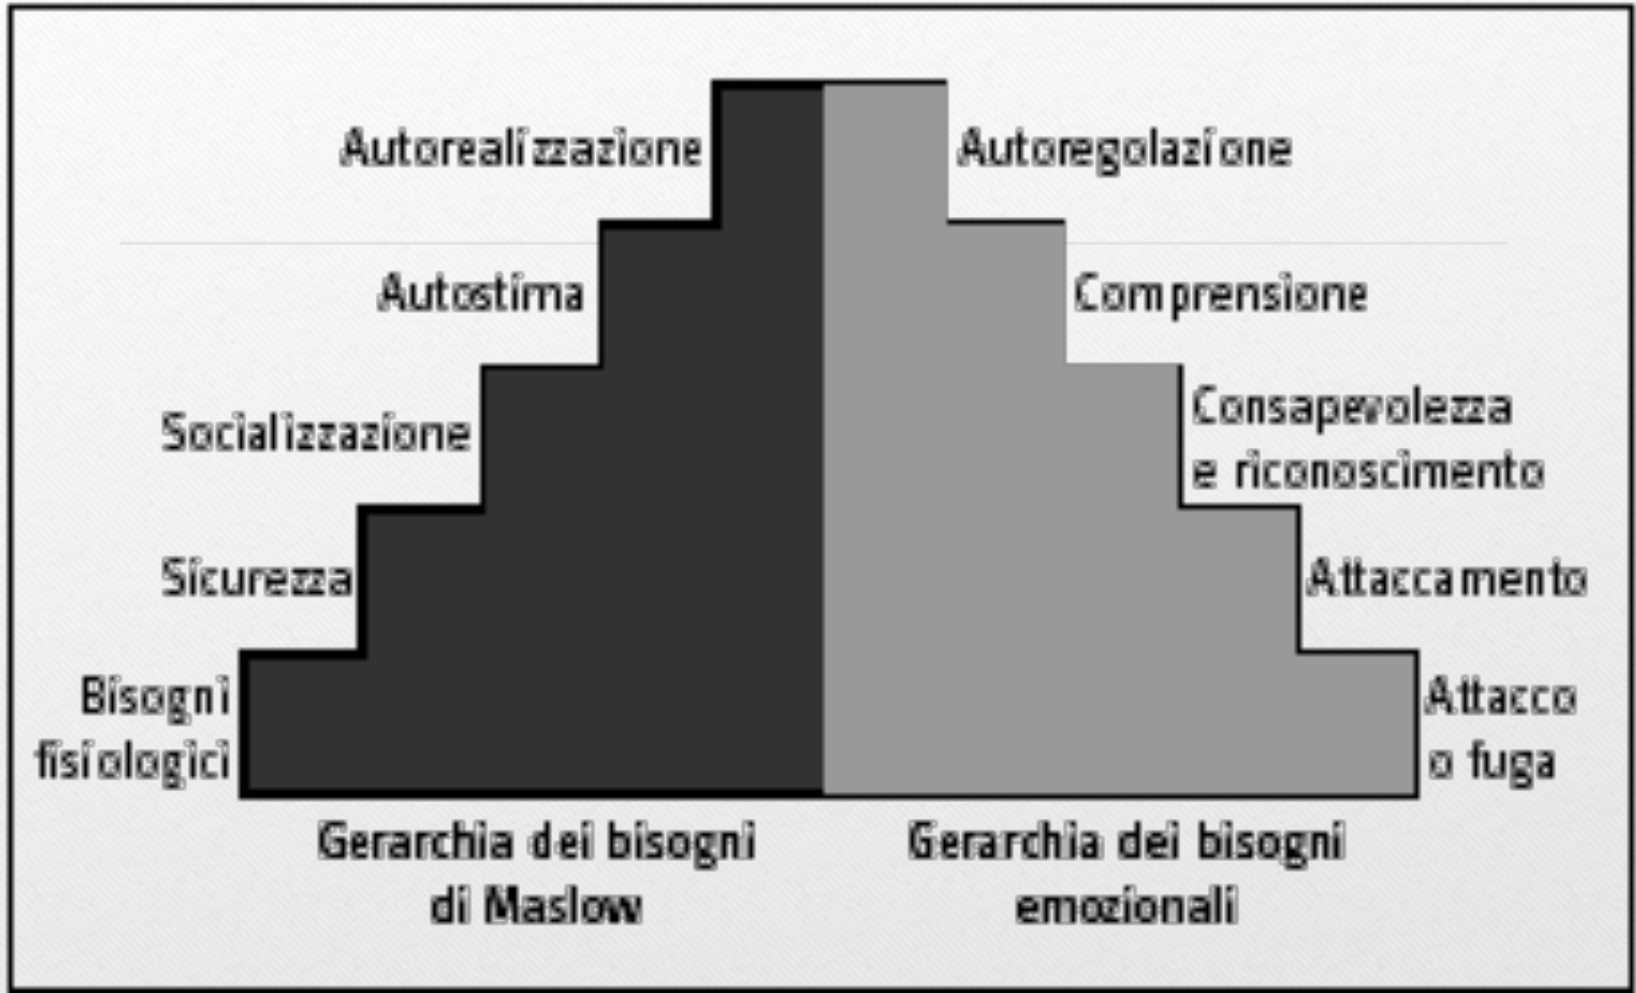 Autorealizzazione
Autoregolazione
Autostima
Comprensione
Socializzazione
Consapevolezza
e riconoscimento
Sicurezza
Attaccamento
Bisogni
fisiologici
Attacco
o fuga
Gerarchia dei bisogni
di Maslow
Gerarchia dei bisogni
emozionali